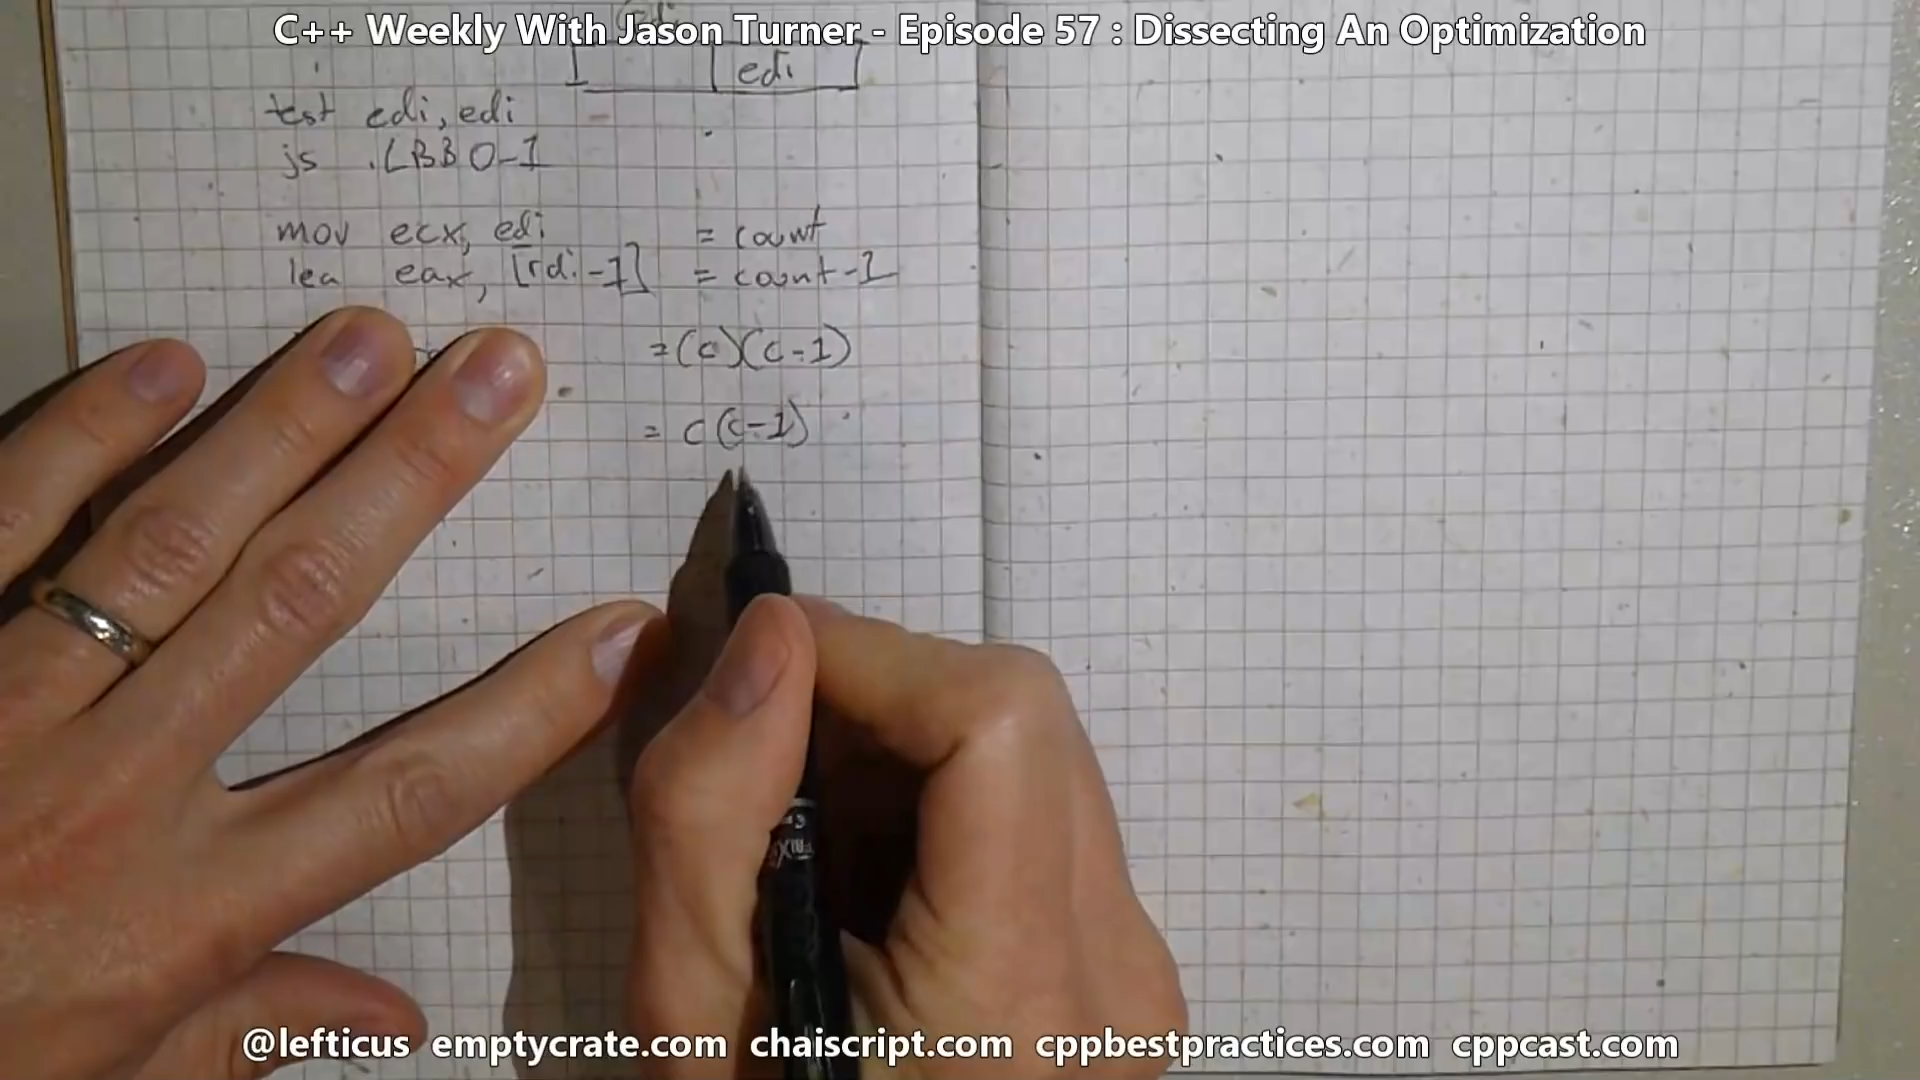 C++ Weekly With Jason Turner - Episode 57 : Dissecting An Optimization
edi
test edi, edi
js .LBB0-1
mov ecx, edi = count
lea eax, [rdi-1] = count-1
=(c)(c-1)
= c(c-1)
@lefticus emptycrate.com chaiscript.com cppbestpractices.com cppcast.com